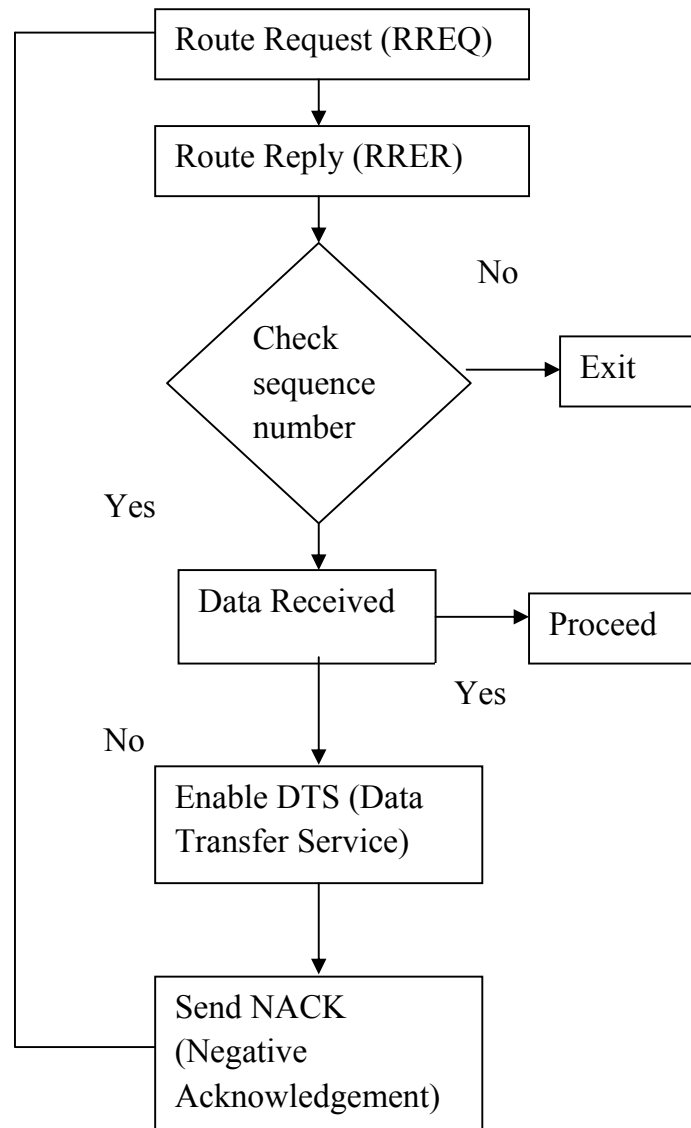 Route Request (RREQ)
Route Reply (RRER)
No
Check
sequence
number
Exit
Yes
Data Received
Proceed
Yes
No
Enable DTS (Data
Transfer Service)
Send NACK
(Negative
Acknowledgement)